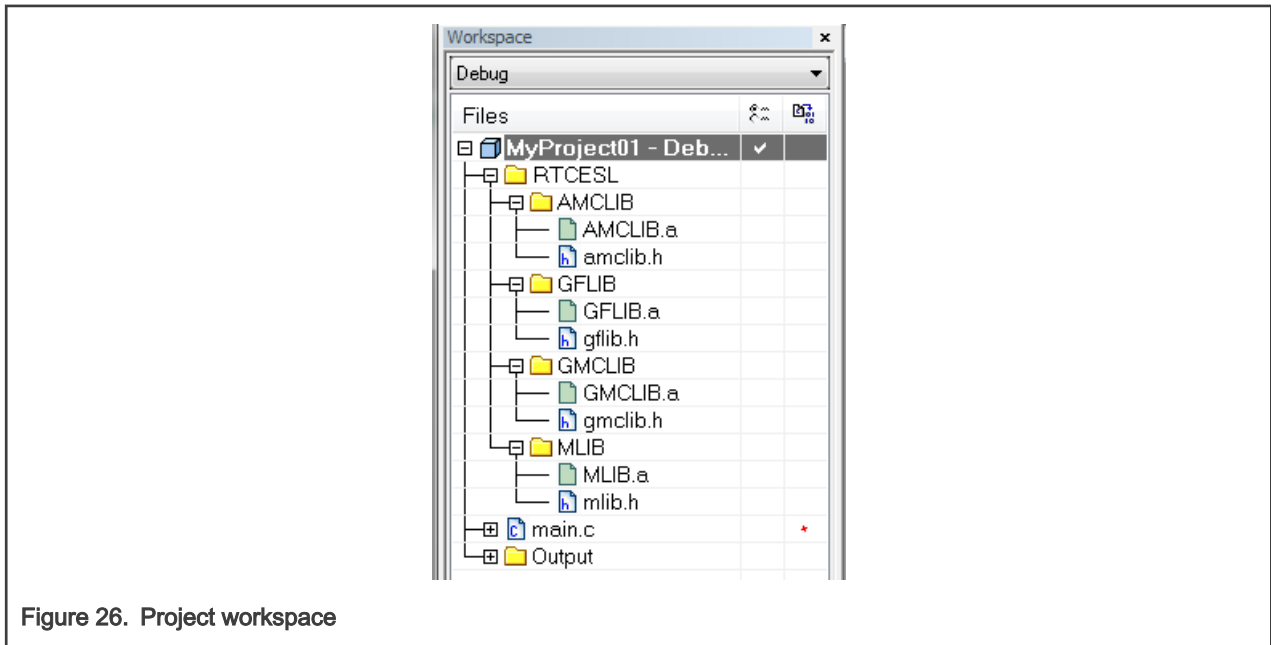 Workspace
Debug
Files
MyProject01 - Deb...
RTCESL
AMCLIB
AMCLIB.a
amclib.h
GFLIB
GFLIB.a
gflib.h
GMCLIB
GMCLIB.a
gmclib.h
MLIB
MLIB.a
mlib.h
main.c
Output
Figure 26. Project workspace